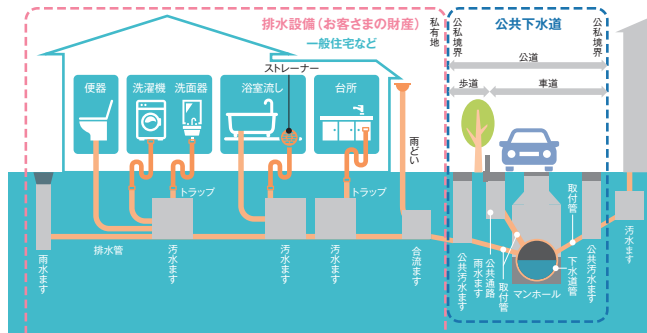 排水設備(お客さまの財産)
一般住宅など
ストレーナー
便器
洗濯機
洗面器
浴室流し
台所
雨どい
トラップ
トラップ
排水管
雨水ます
汚水ます
汚水ます
汚水ます
合流ます
私有地
公私境界
公共下水道
公私境界
公道
歩道
車道
公共汚水ます
公共通路雨水ます
取付管
マンホール
下水道管
取付管
公共汚水ます
汚水ます